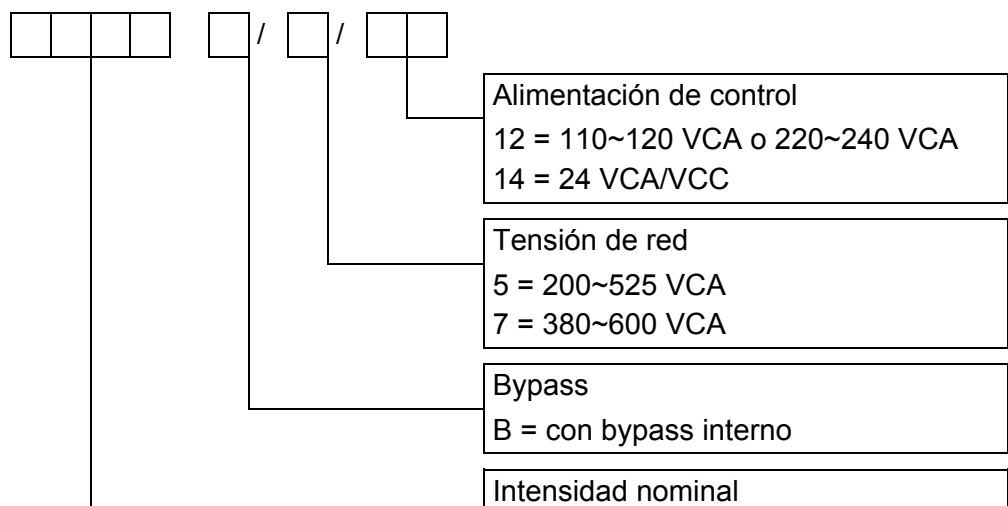 / /
Alimentación de control
12 = 110~120 VCA o 220~240 VCA
14 = 24 VCA/VCC
Tensión de red
5 = 200~525 VCA
7 = 380~600 VCA
Bypass
B = con bypass interno
Intensidad nominal